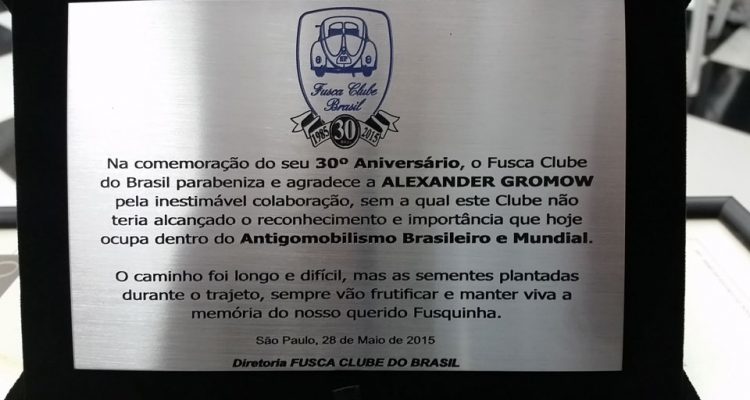 Fusca Clube
Brasil
1985 30 2015
Na comemoração do seu 30º Aniversário, o Fusca Clube
do Brasil parabeniza e agradece a ALEXANDER GROMOW
pela inestimável colaboração, sem a qual este Clube não
teria alcançado o reconhecimento e importância que hoje
ocupa dentro do Antigomobilismo Brasileiro e Mundial.
O caminho foi longo e difícil, mas as sementes plantadas
durante o trajeto, sempre vão frutificar e manter viva a
memória do nosso querido Fusquinha.
São Paulo, 28 de Maio de 2015
Diretoria FUSCA CLUBE DO BRASIL